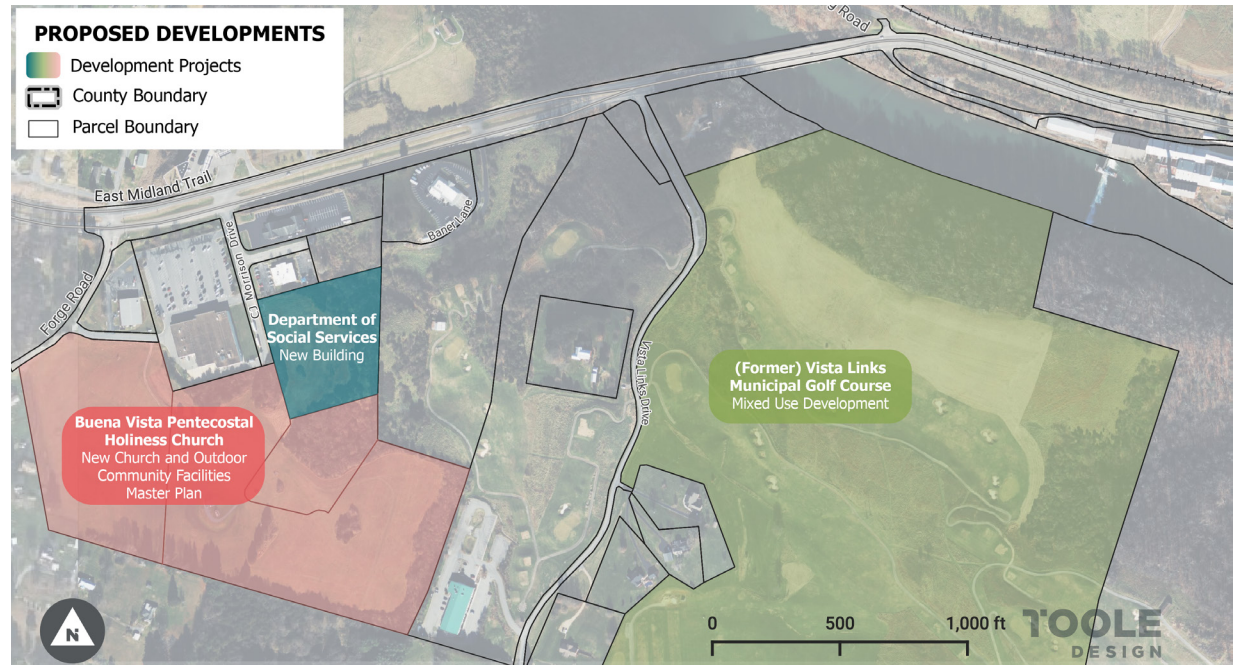 PROPOSED DEVELOPMENTS
Development Projects
County Boundary
Parcel Boundary
Road
East Midland Trail
Forge Road
CJ Morrison Drive
Baner Lane
Vista Links Drive
Department of
Social Services
New Building
(Former) Vista Links
Municipal Golf Course
Mixed Use Development
Buena Vista Pentecostal
Holiness Church
New Church and Outdoor
Community Facilities
Master Plan
N
0 500 1,000 ft
TOOLE
DESIGN